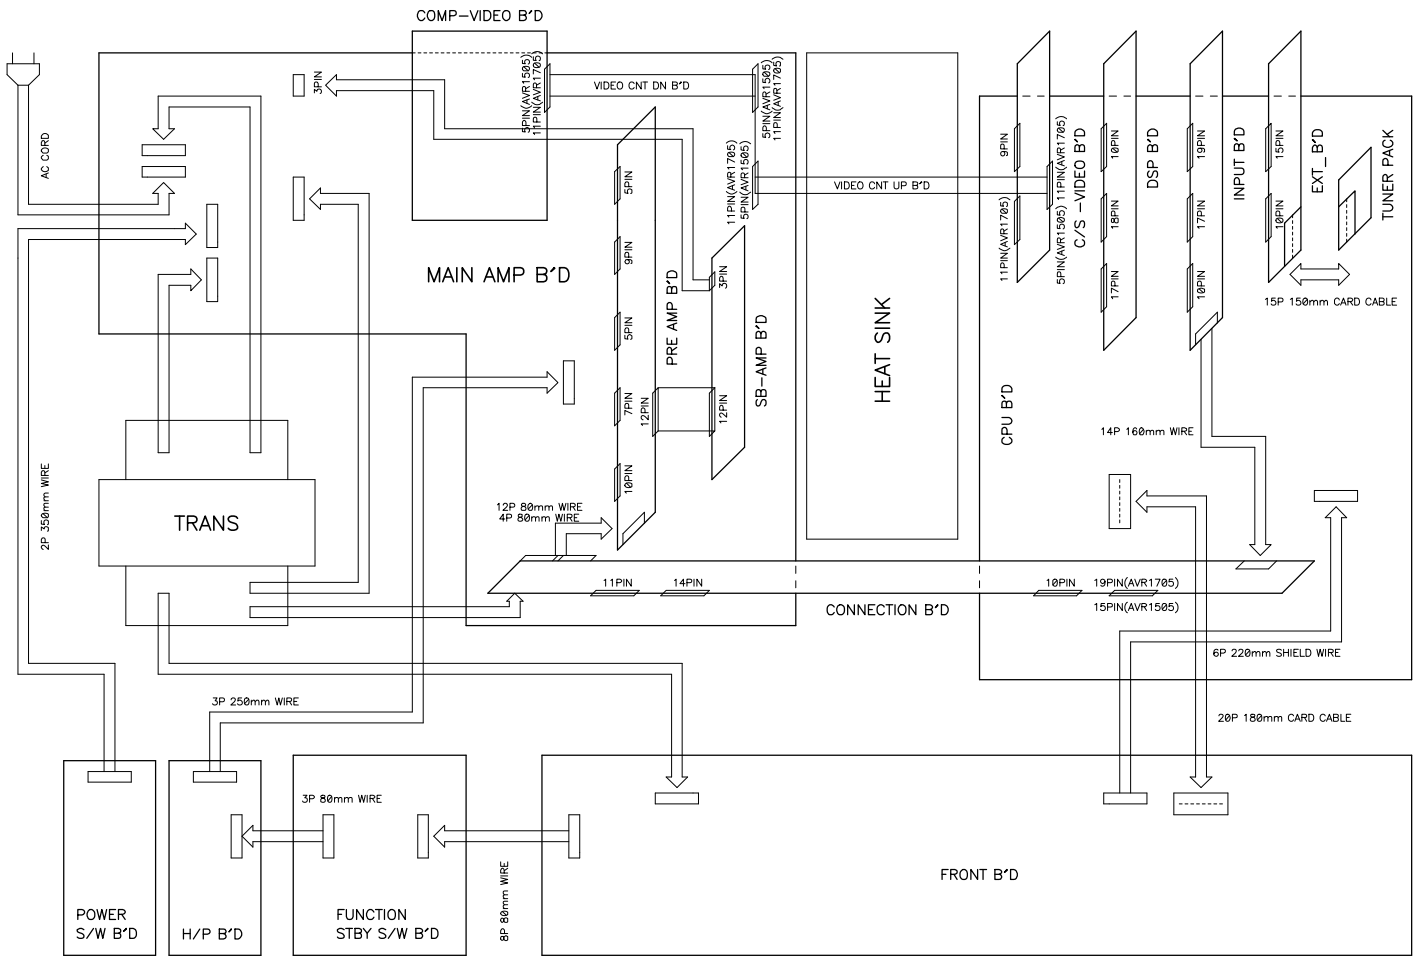 COMP-VIDEO B'D
AC CORD
3PIN
5PIN(AVR1505)
11PIN(AVR1705)
VIDEO CNT DN B'D
5PIN(AVR1505)
11PIN(AVR1705)
11PIN(AVR1705)
5PIN(AVR1505)
VIDEO CNT UP B'D
MAIN AMP B'D
5PIN
9PIN
5PIN
7PIN
10PIN
PRE AMP B'D
12PIN
3PIN
12PIN
SB-AMP B'D
HEAT SINK
9PIN
11PIN(AVR1705)
11PIN(AVR1705)
5PIN(AVR1505)
C/S -VIDEO B'D
10PIN
18PIN
17PIN
DSP B'D
19PIN
17PIN
10PIN
INPUT B'D
15PIN
10PIN
EXT_B'D
TUNER PACK
15P 150mm CARD CABLE
CPU B'D
14P 160mm WIRE
12P 80mm WIRE
4P 80mm WIRE
TRANS
2P 350mm WIRE
11PIN
14PIN
10PIN
19PIN(AVR1705)
15PIN(AVR1505)
CONNECTION B'D
6P 220mm SHIELD WIRE
3P 250mm WIRE
20P 180mm CARD CABLE
3P 80mm WIRE
8P 80mm WIRE
POWER
S/W B'D
H/P B'D
FUNCTION
STBY S/W B'D
FRONT B'D